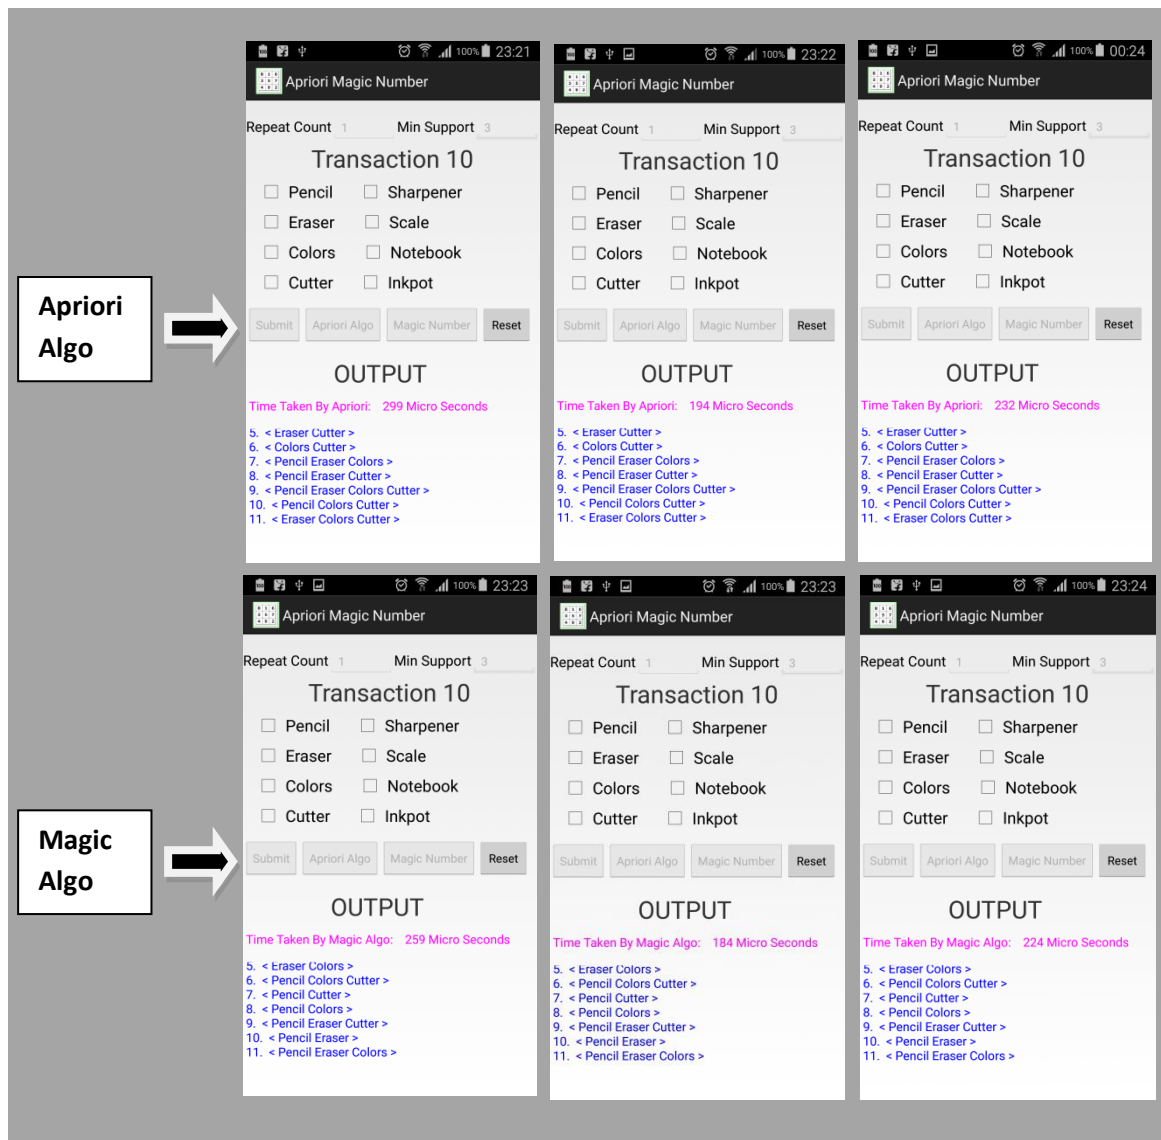 Apriori
Algo
100% 23:21
Apriori Magic Number
Repeat Count 1 Min Support 3
Transaction 10
Pencil Sharpener
Eraser Scale
Colors Notebook
Cutter Inkpot
Submit Apriori Algo Magic Number Reset
OUTPUT
Time Taken By Apriori: 299 Micro Seconds
5. < Eraser Cutter >
6. < Colors Cutter >
7. < Pencil Eraser Colors >
8. < Pencil Eraser Cutter >
9. < Pencil Eraser Colors Cutter >
10. < Pencil Colors Cutter >
11. < Eraser Colors Cutter >
100% 23:22
Apriori Magic Number
Repeat Count 1 Min Support 3
Transaction 10
Pencil Sharpener
Eraser Scale
Colors Notebook
Cutter Inkpot
Submit Apriori Algo Magic Number Reset
OUTPUT
Time Taken By Apriori: 194 Micro Seconds
5. < Eraser Cutter >
6. < Colors Cutter >
7. < Pencil Eraser Colors >
8. < Pencil Eraser Cutter >
9. < Pencil Eraser Colors Cutter >
10. < Pencil Colors Cutter >
11. < Eraser Colors Cutter >
100% 00:24
Apriori Magic Number
Repeat Count 1 Min Support 3
Transaction 10
Pencil Sharpener
Eraser Scale
Colors Notebook
Cutter Inkpot
Submit Apriori Algo Magic Number Reset
OUTPUT
Time Taken By Apriori: 232 Micro Seconds
5. < Eraser Cutter >
6. < Colors Cutter >
7. < Pencil Eraser Colors >
8. < Pencil Eraser Cutter >
9. < Pencil Eraser Colors Cutter >
10. < Pencil Colors Cutter >
11. < Eraser Colors Cutter >
Magic
Algo
100% 23:23
Apriori Magic Number
Repeat Count 1 Min Support 3
Transaction 10
Pencil Sharpener
Eraser Scale
Colors Notebook
Cutter Inkpot
Submit Apriori Algo Magic Number Reset
OUTPUT
Time Taken By Magic Algo: 259 Micro Seconds
5. < Eraser Colors >
6. < Pencil Colors Cutter >
7. < Pencil Cutter >
8. < Pencil Colors >
9. < Pencil Eraser Cutter >
10. < Pencil Eraser >
11. < Pencil Eraser Colors >
100% 23:23
Apriori Magic Number
Repeat Count 1 Min Support 3
Transaction 10
Pencil Sharpener
Eraser Scale
Colors Notebook
Cutter Inkpot
Submit Apriori Algo Magic Number Reset
OUTPUT
Time Taken By Magic Algo: 184 Micro Seconds
5. < Eraser Colors >
6. < Pencil Colors Cutter >
7. < Pencil Cutter >
8. < Pencil Colors >
9. < Pencil Eraser Cutter >
10. < Pencil Eraser >
11. < Pencil Eraser Colors >
100% 23:24
Apriori Magic Number
Repeat Count 1 Min Support 3
Transaction 10
Pencil Sharpener
Eraser Scale
Colors Notebook
Cutter Inkpot
Submit Apriori Algo Magic Number Reset
OUTPUT
Time Taken By Magic Algo: 224 Micro Seconds
5. < Eraser Colors >
6. < Pencil Colors Cutter >
7. < Pencil Cutter >
8. < Pencil Colors >
9. < Pencil Eraser Cutter >
10. < Pencil Eraser >
11. < Pencil Eraser Colors >